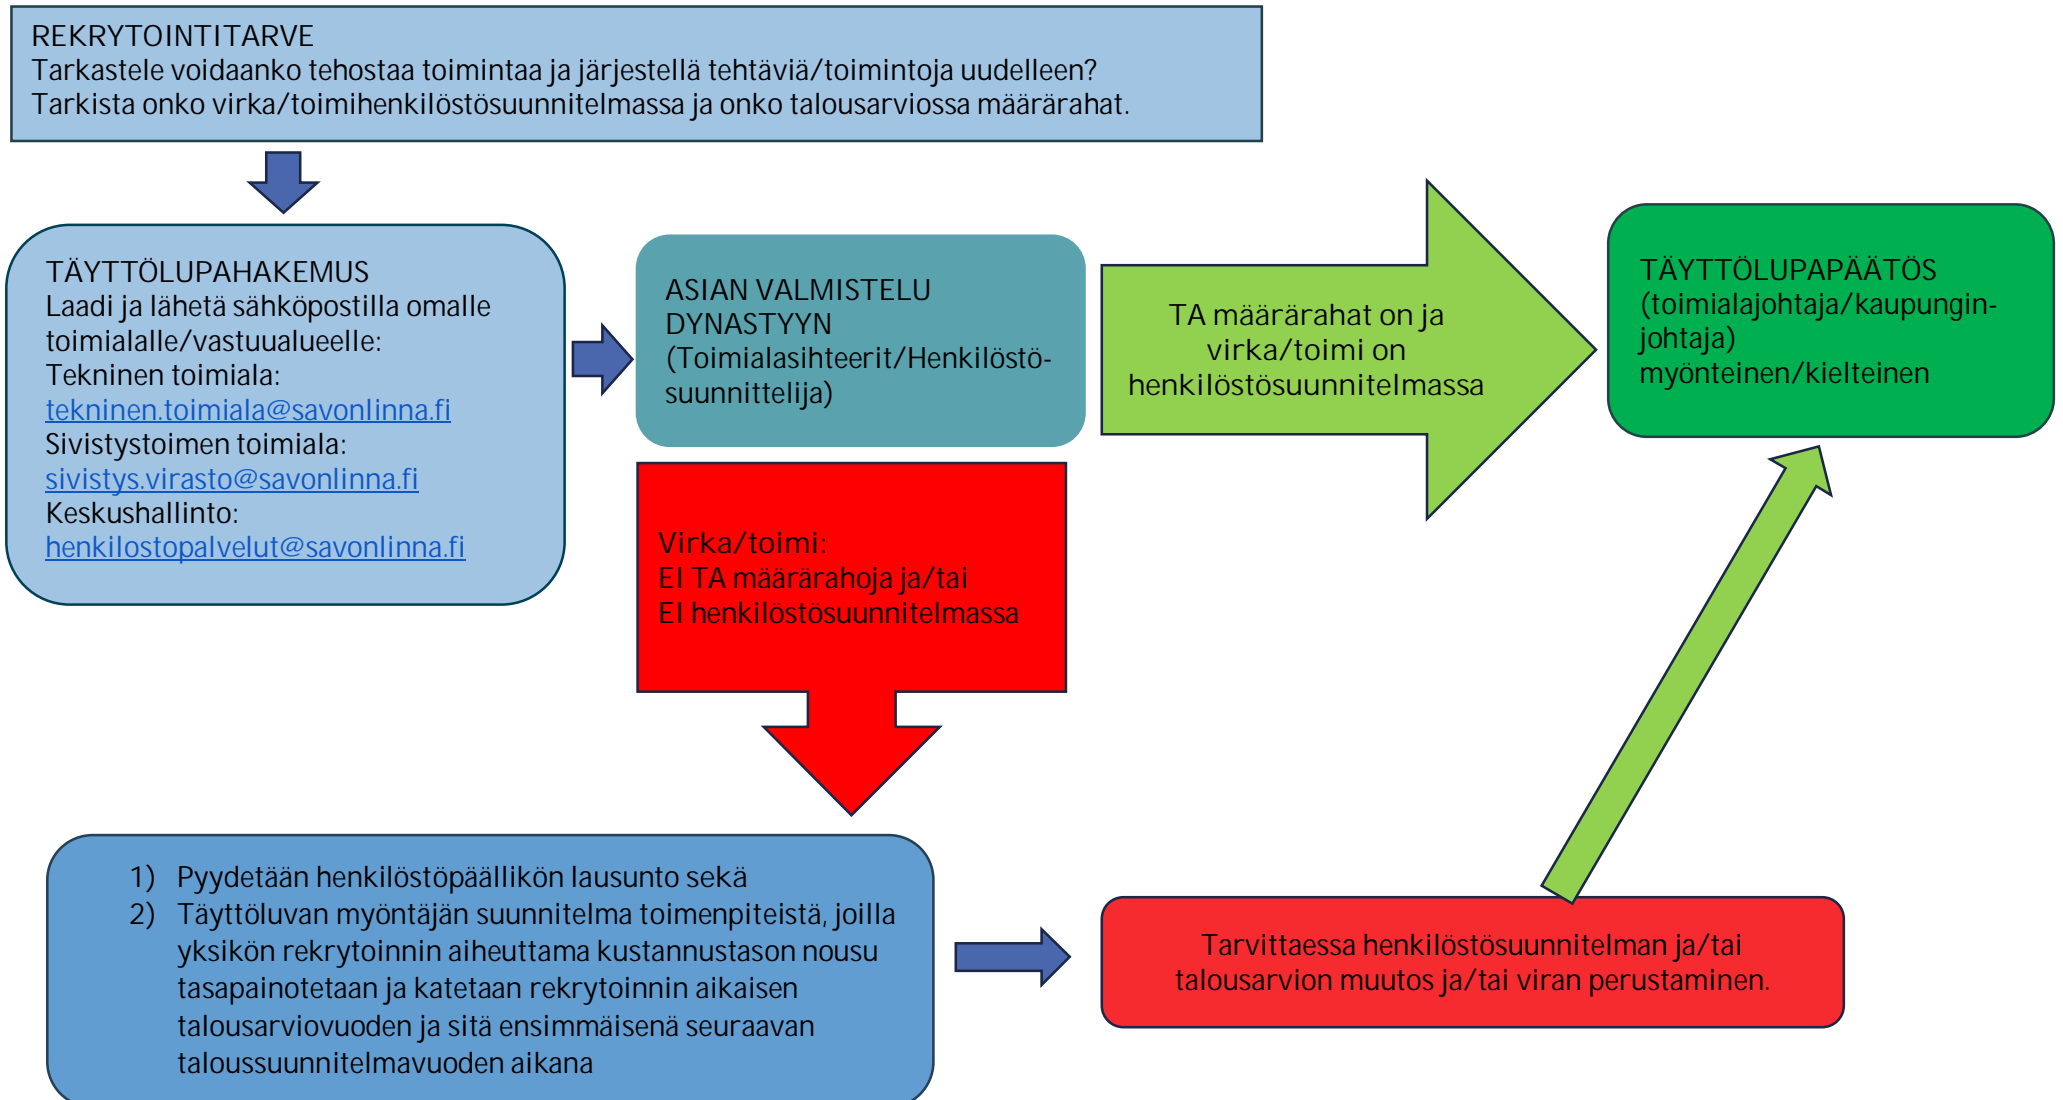 REKRYTOINTITARVE
Tarkastele voidaanko tehostaa toimintaa ja järjestellä tehtäviä/toimintoja uudelleen?
Tarkista onko virka/toimihenkilöstösuunnitelmassa ja onko talousarviossa määrärahat.
TÄYTTÖLUPAHAKEMUS
Laadi ja lähetä sähköpostilla omalle
toimialalle/vastuualueelle:
Tekninen toimiala:
tekninen.toimiala@savonlinna.fi
Sivistystoimen toimiala:
sivistys.virasto@savonlinna.fi
Keskushallinto:
henkilostopalvelut@savonlinna.fi
ASIAN VALMISTELU
DYNASTYYN
(Toimialasihteerit/Henkilöstö-
suunnittelija)
TA määrärahat on ja
virka/toimi on
henkilöstösuunnitelmassa
TÄYTTÖLUPAPÄÄTÖS
(toimialajohtaja/kaupungin-
johtaja)
myönteinen/kielteinen
Virka/toimi:
EI TA määrärahoja ja/tai
EI henkilöstösuunnitelmassa
1) Pyydetään henkilöstöpäällikön lausunto sekä
2) Täyttöluvan myöntäjän suunnitelma toimenpiteistä, joilla
yksikön rekrytoinnin aiheuttama kustannustason nousu
tasapainotetaan ja katetaan rekrytoinnin aikaisen
talousarviovuoden ja sitä ensimmäisenä seuraavan
taloussuunnitelmavuoden aikana
Tarvittaessa henkilöstösuunnitelman ja/tai
talousarvion muutos ja/tai viran perustaminen.